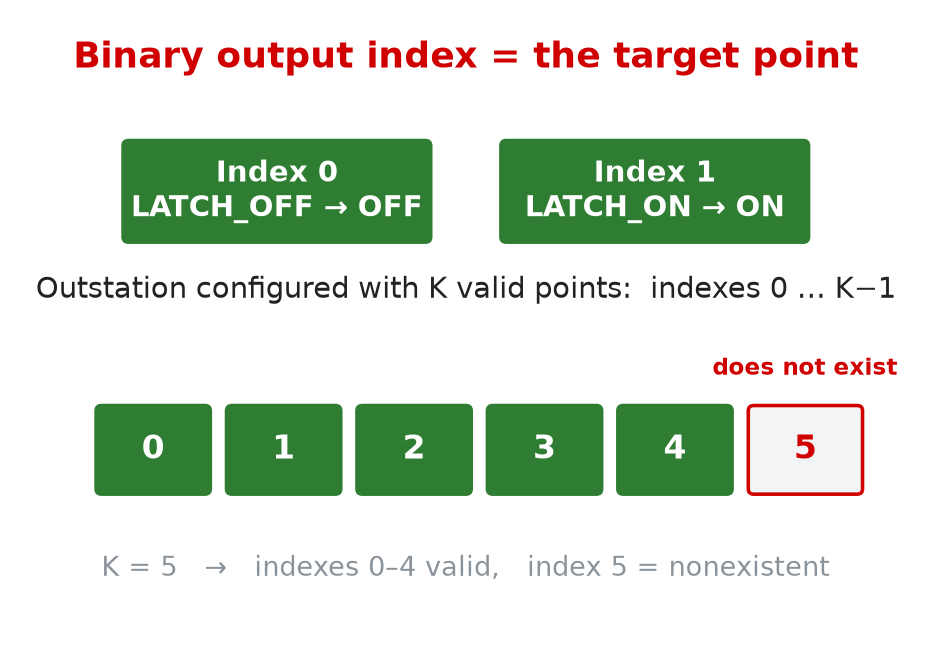 Binary output index = the target point
Index 0
LATCH_OFF → OFF
Index 1
LATCH_ON → ON
Outstation configured with K valid points:  indexes 0 … K−1
does not exist
0 1 2 3 4 5
K = 5   →   indexes 0–4 valid,   index 5 = nonexistent